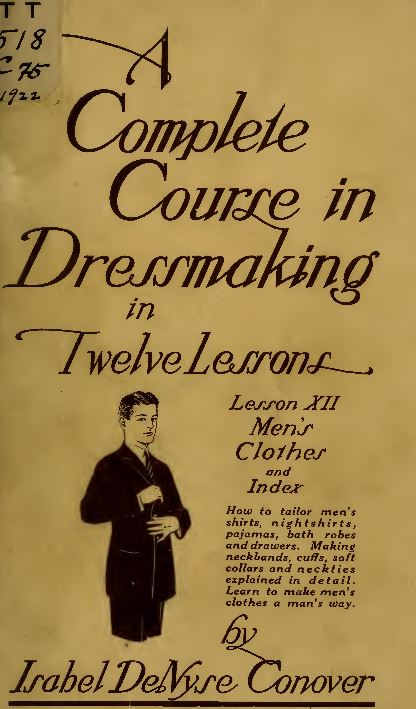 TT
518
C75
1922
A
Complete
Course in
Dressmaking
in
Twelve Lessons
Lesson XII
Men's
Clothes
and
Index
How to tailor men's
shirts, nightshirts,
pajamas, bath robes
and drawers. Making
neckbands, cuffs, soft
collars and neckties
explained in detail.
Learn to make men's
clothes a man's way.
by
Isabel DeNyse Conover